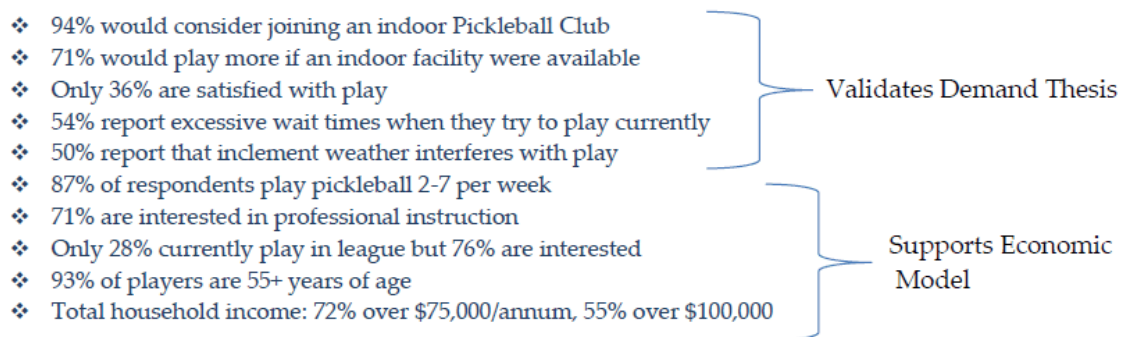 ❖ 94% would consider joining an indoor Pickleball Club
❖ 71% would play more if an indoor facility were available
❖ Only 36% are satisfied with play
❖ 54% report excessive wait times when they try to play currently
❖ 50% report that inclement weather interferes with play
Validates Demand Thesis
❖ 87% of respondents play pickleball 2-7 per week
❖ 71% are interested in professional instruction
❖ Only 28% currently play in league but 76% are interested
❖ 93% of players are 55+ years of age
❖ Total household income: 72% over $75,000/annum, 55% over $100,000
Supports Economic
Model